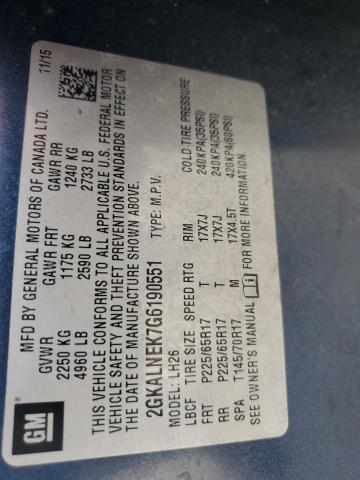 GM
MFD BY GENERAL MOTORS OF CANADA LTD. 11/15
GVWR GAWR FRT GAWR RR
2250 KG 1175 KG 1240 KG
4960 LB 2590 LB 2733 LB
THIS VEHICLE CONFORMS TO ALL APPLICABLE U.S. FEDERAL MOTOR
VEHICLE SAFETY AND THEFT PREVENTION STANDARDS IN EFFECT ON
THE DATE OF MANUFACTURE SHOWN ABOVE.
2GKALNEK7G6190551 TYPE: M.P.V.
MODEL: LH26
LBCF TIRE SIZE SPEED RTG RIM COLD TIRE PRESSURE
FRT P225/65R17 T 17X7J 240KPA(35PSI)
RR P225/65R17 T 17X7J 240KPA(35PSI)
SPA T145/70R17 M 17X4.5T 420KPA(60PSI)
SEE OWNER'S MANUAL i FOR MORE INFORMATION.